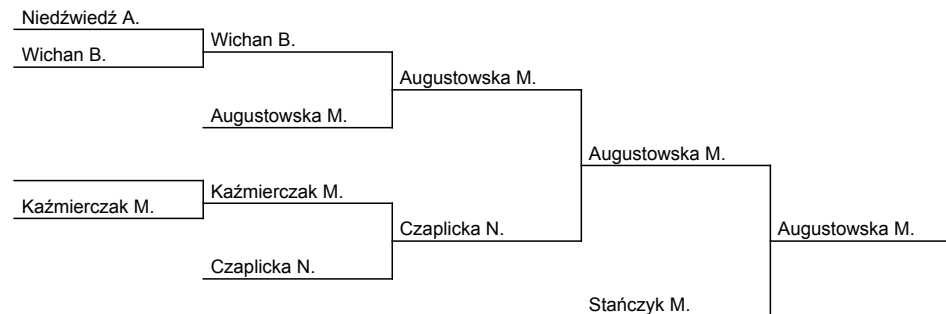 Niedźwiedź A.
Wichan B.
Wichan B.
Augustowska M.
Augustowska M.
Augustowska M.
Kaźmierczak M.
Kaźmierczak M.
Czaplicka N.
Augustowska M.
Czaplicka N.
Stańczyk M.